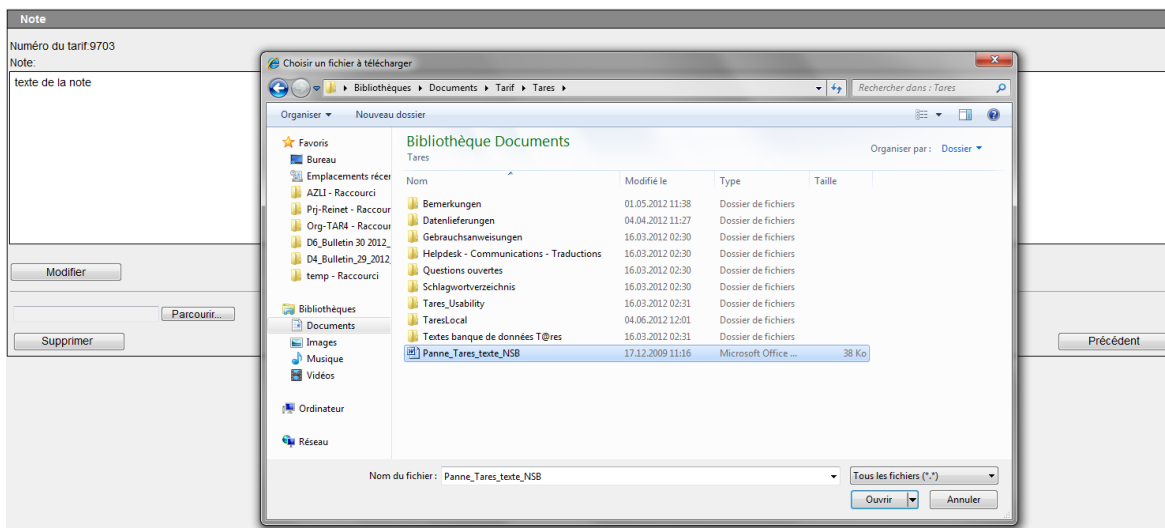 Note
Numéro du tarif:9703
Note:
texte de la note
Modifier
Parcourir...
Supprimer
Précédent
Choisir un fichier à télécharger
Bibliothèques Documents Tarif Tares
Rechercher dans : Tares
Organiser Nouveau dossier
Favoris
Bureau
Emplacements récer
AZLI - Raccourci
Prj-Reinet - Raccour
Org-TAR4 - Raccour
D6_Bulletin 30 2012_
D4_Bulletin_29_2012_
temp - Raccourci
Bibliothèques
Documents
Images
Musique
Vidéos
Ordinateur
Réseau
Bibliothèque Documents
Tares
Organiser par : Dossier
Nom Modifié le Type Taille
Bemerkungen 01.05.2012 11:38 Dossier de fichiers
Datenlieferungen 04.04.2012 11:27 Dossier de fichiers
Gebrauchsanweisungen 16.03.2012 02:30 Dossier de fichiers
Helpdesk - Communications - Traductions 16.03.2012 02:30 Dossier de fichiers
Questions ouvertes 16.03.2012 02:30 Dossier de fichiers
Schlagwortverzeichnis 16.03.2012 02:30 Dossier de fichiers
Tares_Usability 16.03.2012 02:31 Dossier de fichiers
TaresLocal 04.06.2012 12:01 Dossier de fichiers
Textes banque de données T@res 16.03.2012 02:31 Dossier de fichiers
Panne_Tares_texte_NSB 17.12.2009 11:16 Microsoft Office ... 38 Ko
Nom du fichier : Panne_Tares_texte_NSB
Tous les fichiers (*.*)
Ouvrir Annuler